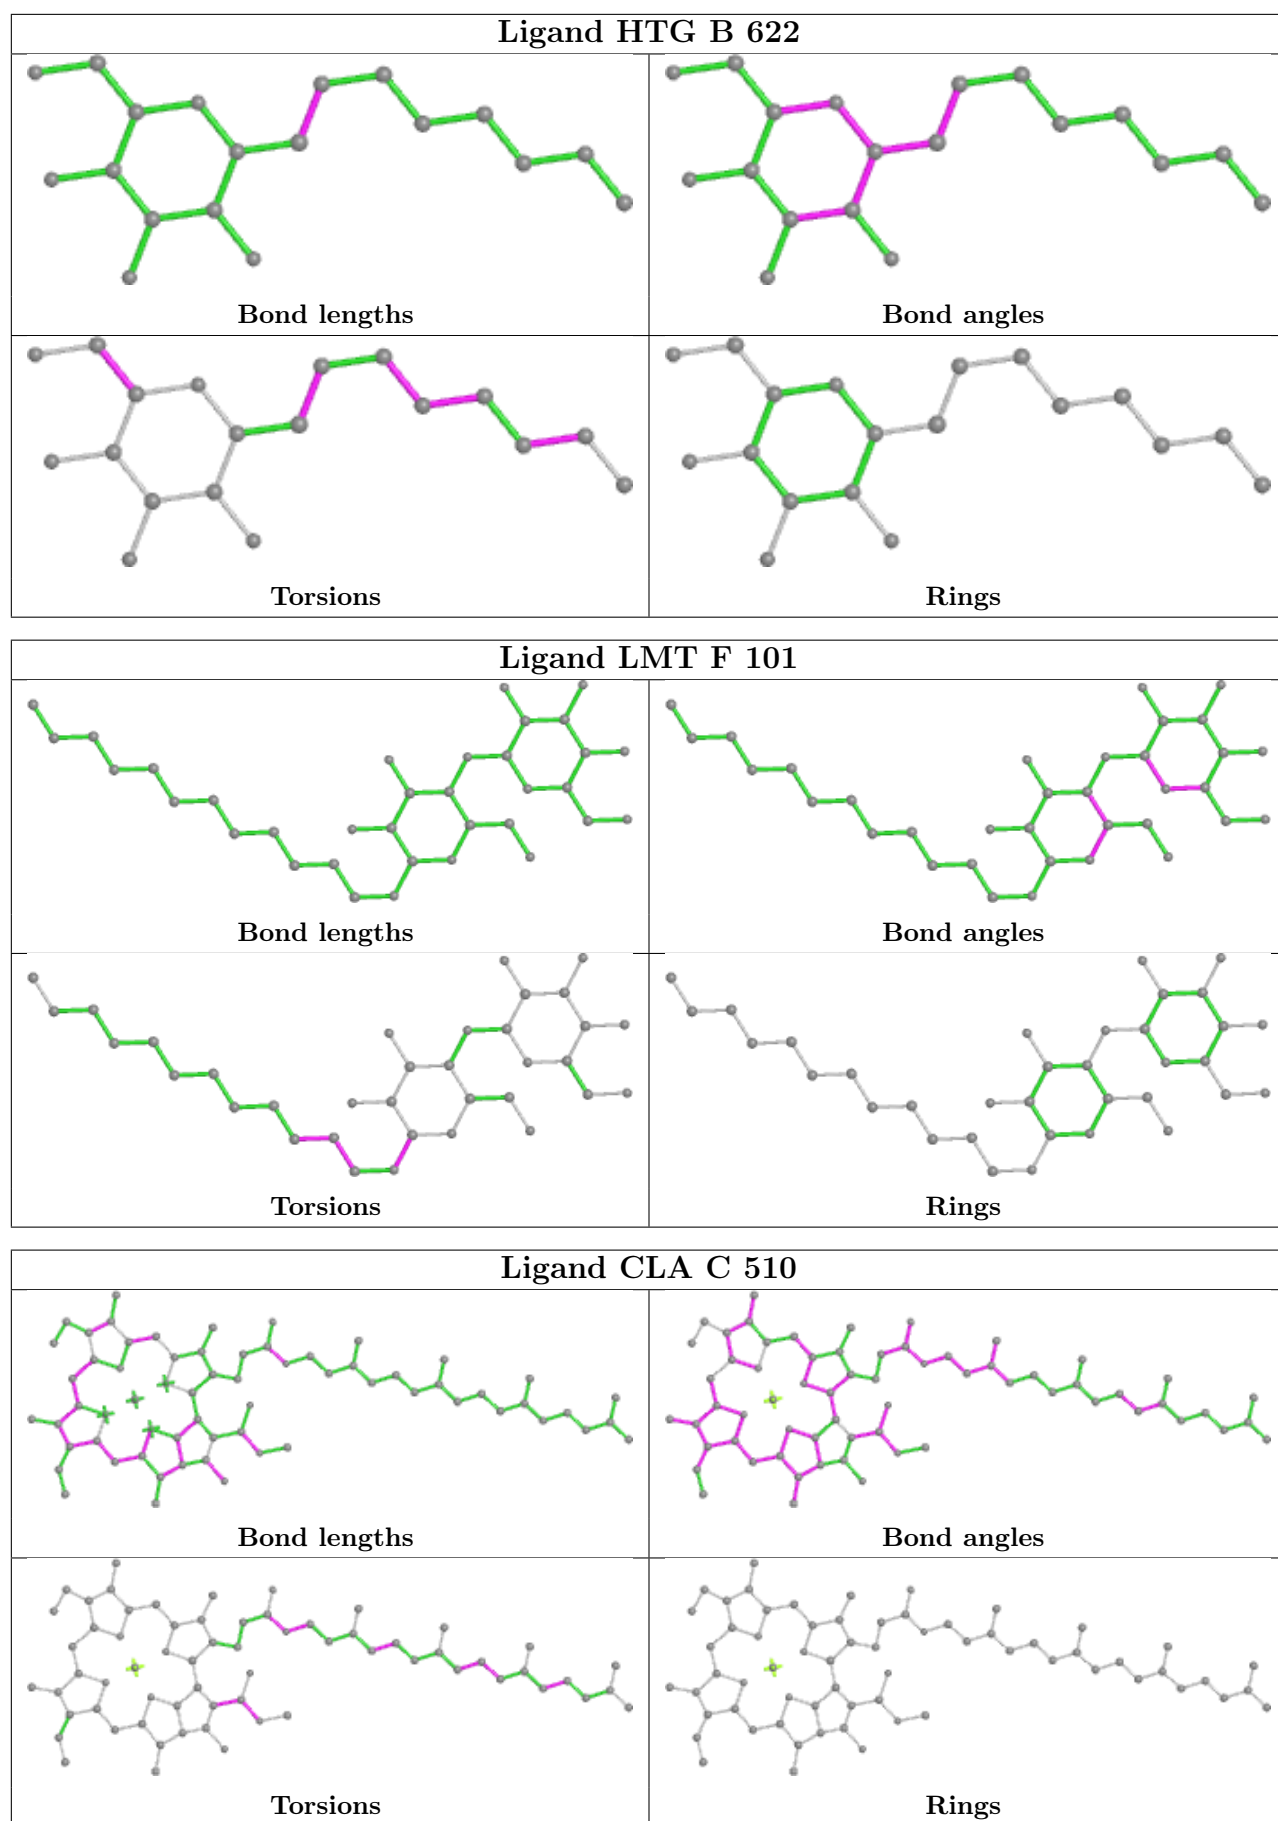 Ligand HTG B 622
Bond lengths
Bond angles
Torsions
Rings
Ligand LMT F 101
Bond lengths
Bond angles
Torsions
Rings
Ligand CLA C 510
Bond lengths
Bond angles
Torsions
Rings